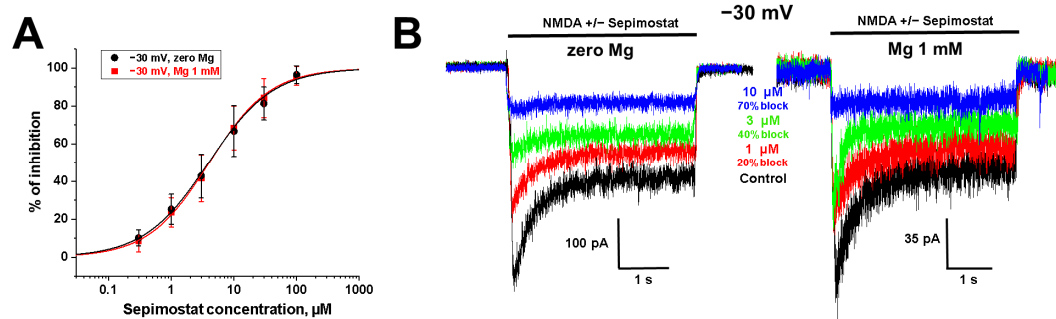 A
−30 mV, zero Mg
−30 mV, Mg 1 mM
% of inhibition
100
80
60
40
20
0
0.1
1
10
100
1000
Sepimostat concentration, μM
B
−30 mV
NMDA +/− Sepimostat
zero Mg
NMDA +/− Sepimostat
Mg 1 mM
10 μM
70% block
3 μM
40% block
1 μM
20% block
Control
100 pA
1 s
35 pA
1 s